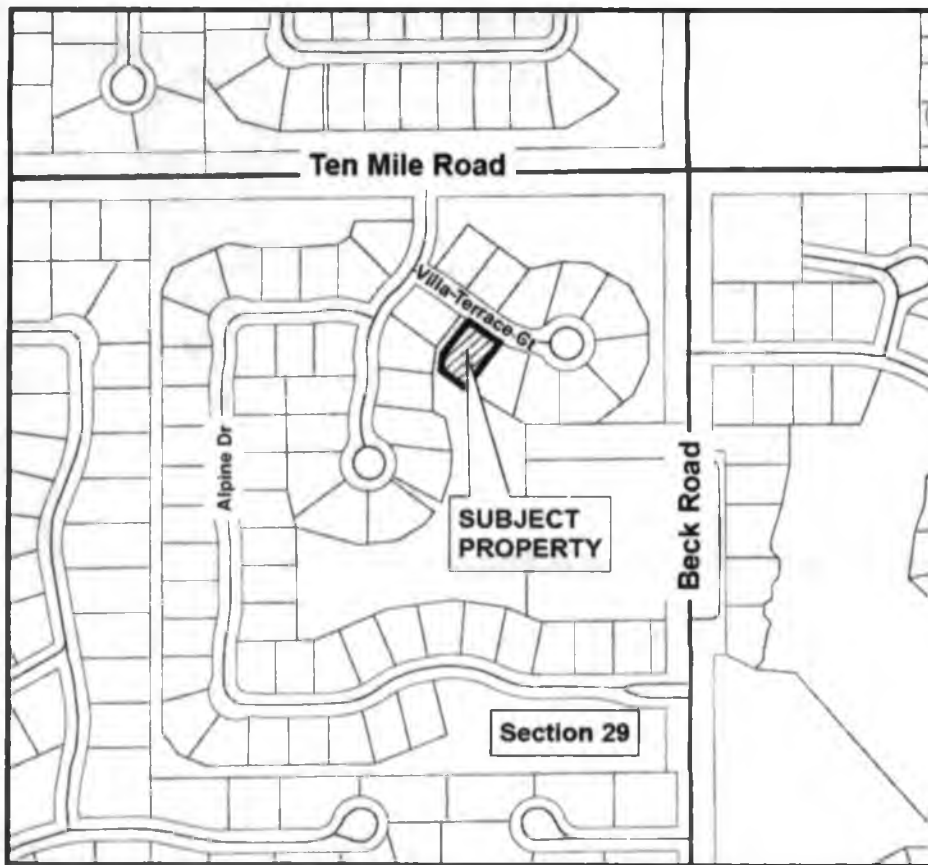 Ten Mile Road
Villa-Terrace-Ct
Alpine Dr
SUBJECT
PROPERTY
Beck Road
Section 29